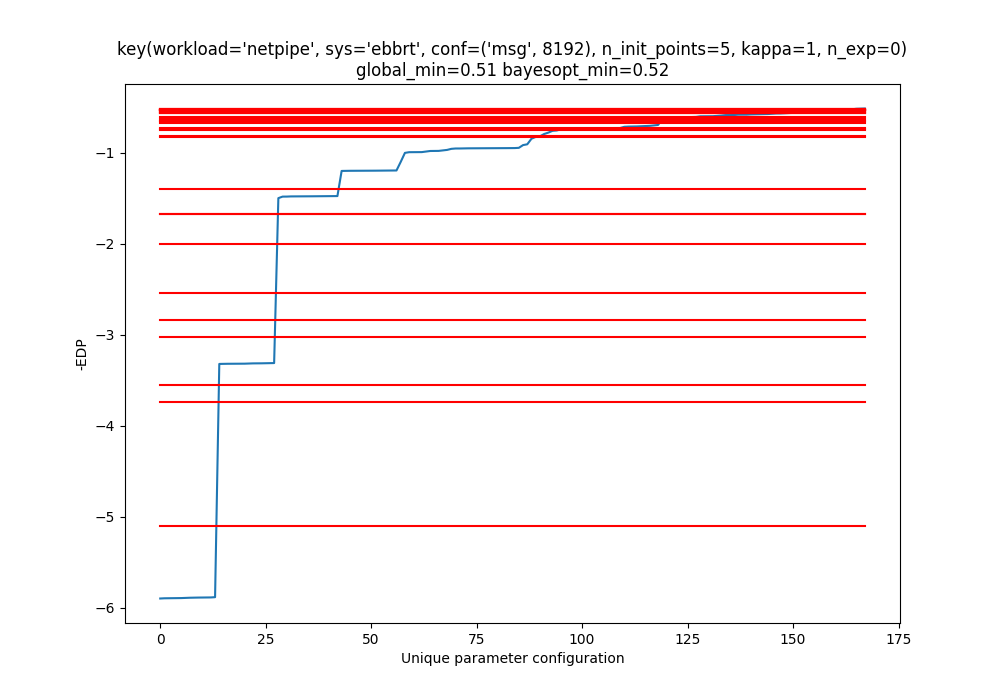 key(workload='netpipe', sys='ebbrt', conf=('msg', 8192), n_init_points=5, kappa=1, n_exp=0)
global_min=0.51 bayesopt_min=0.52
−1
−2
−3
−4
−5
−6
-EDP
0 25 50 75 100 125 150 175
Unique parameter configuration